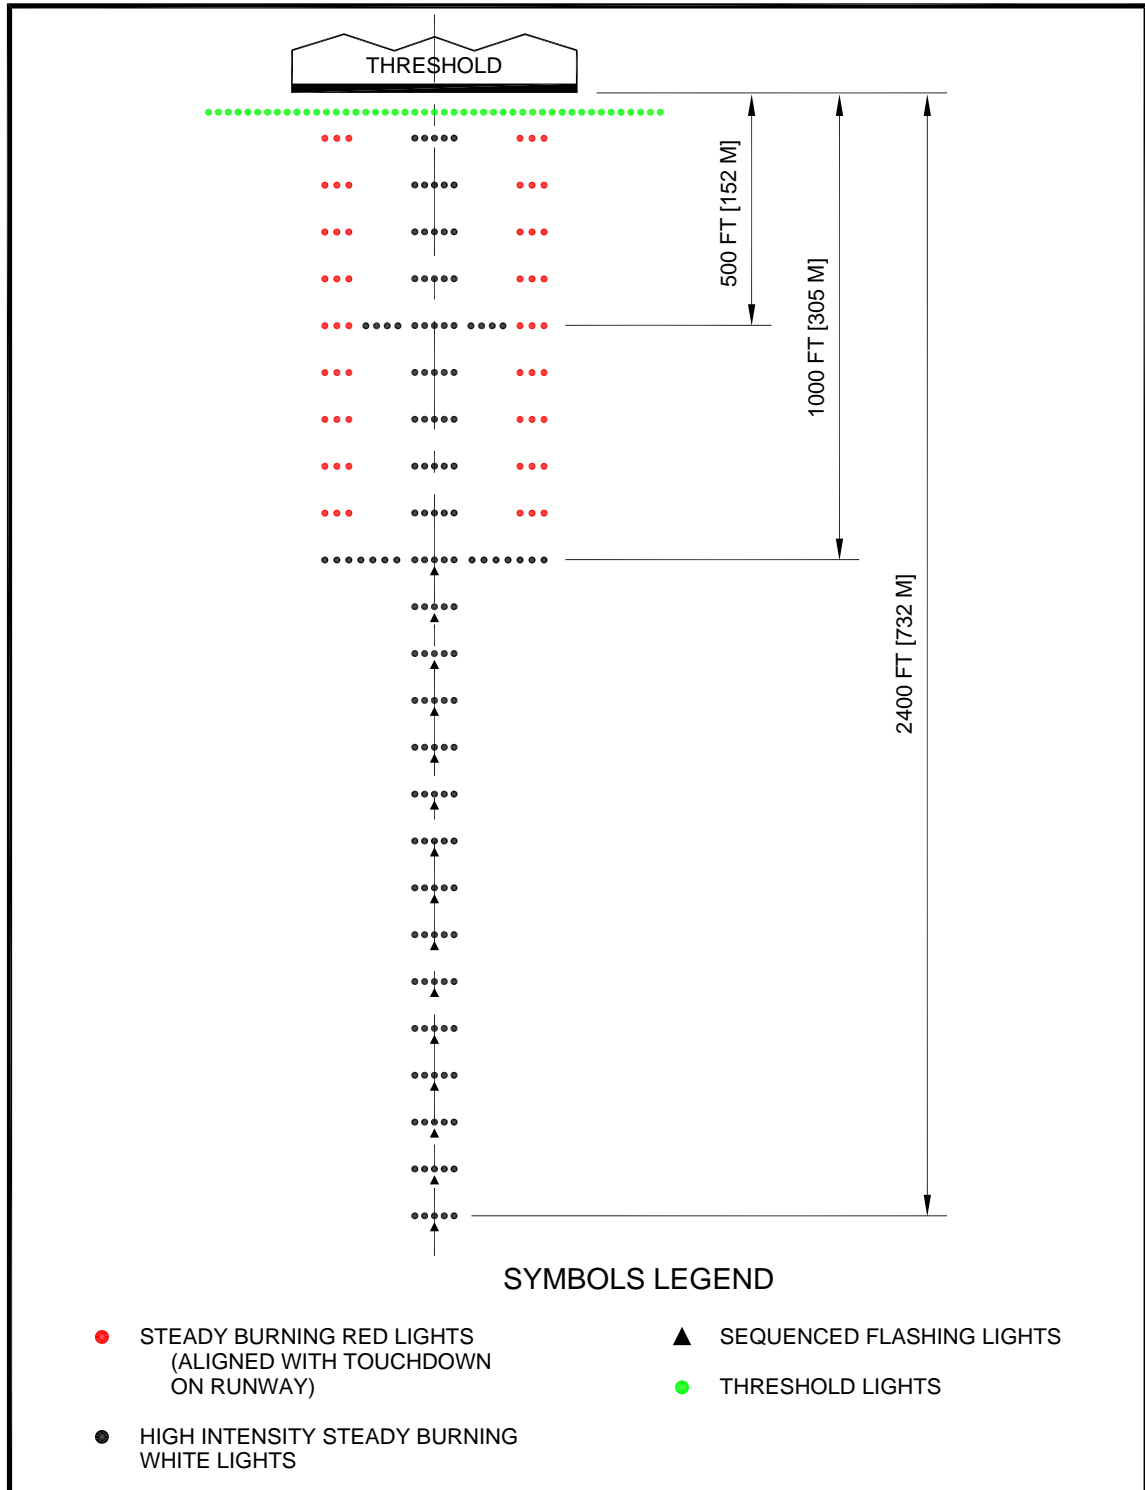 THRESHOLD
500 FT [152 M]
1000 FT [305 M]
2400 FT [732 M]
SYMBOLS LEGEND
STEADY BURNING RED LIGHTS
(ALIGNED WITH TOUCHDOWN
ON RUNWAY)
HIGH INTENSITY STEADY BURNING
WHITE LIGHTS
SEQUENCED FLASHING LIGHTS
THRESHOLD LIGHTS